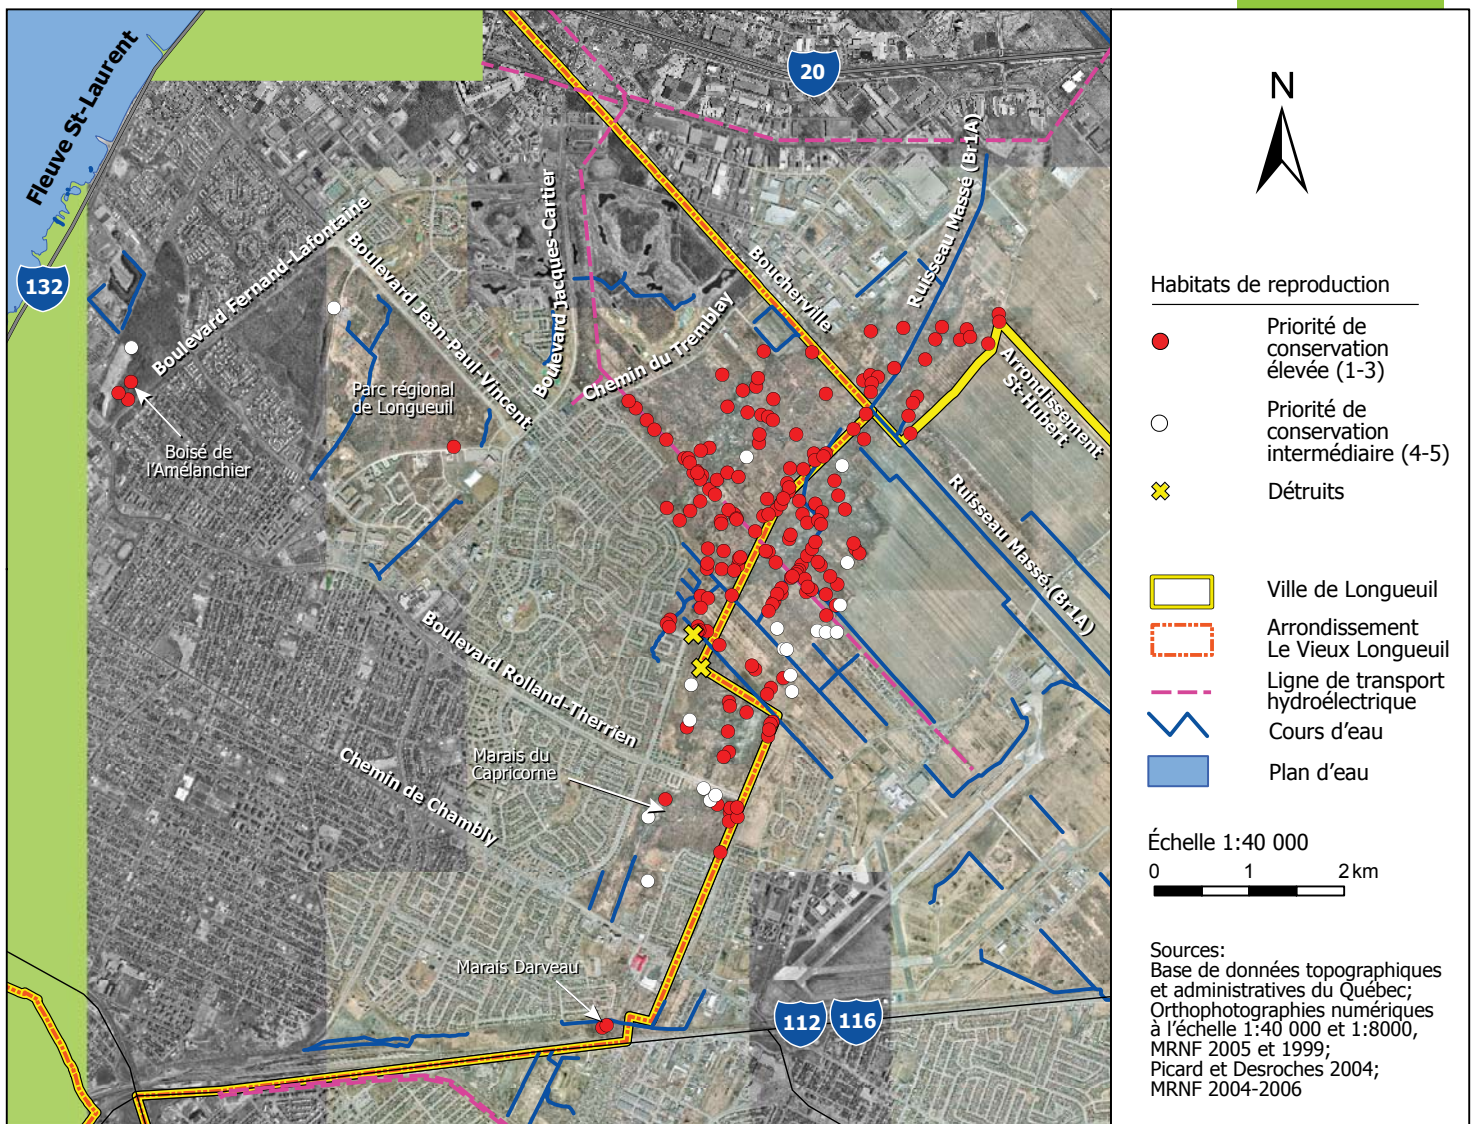 Fleuve St-Laurent
132
20
Boulevard Fernand-Lafontaine
Boulevard Jean-Paul-Vincent
Boulevard Jacques-Cartier
Chemin du Tremblay
Boucherville
Ruisseau Massé (Br1A)
Arrondissement
St-Hubert
Ruisseau Massé (Br1A)
Parc régional
de Longueuil
Boisé de
l'Amélanchier
Boulevard Rolland-Therrien
Chemin de Chambly
Marais du
Capricorne
Marais Darveau
112
116
N
Habitats de reproduction
Priorité de
conservation
élevée (1-3)
Priorité de
conservation
intermédiaire (4-5)
Détruits
Ville de Longueuil
Arrondissement
Le Vieux Longueuil
Ligne de transport
hydroélectrique
Cours d'eau
Plan d'eau
Échelle 1:40 000
0 1 2 km
Sources:
Base de données topographiques
et administratives du Québec;
Orthophotographies numériques
à l'échelle 1:40 000 et 1:8000,
MRNF 2005 et 1999;
Picard et Desroches 2004;
MRNF 2004-2006